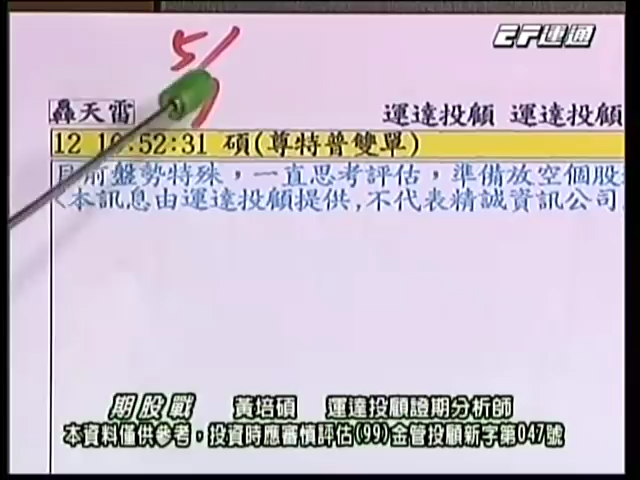 5/
EF運通
轟天雷
運達投顧 運達投顧
12 10:52:31 碩(尊特普雙單)
目前盤勢特殊,一直思考評估,準備放空個股
(本訊息由運達投顧提供,不代表精誠資訊公司
期股戰 黃培碩 運達投顧證期分析師
本資料僅供參考,投資時應審慎評估(99)金管投顧新字第047號